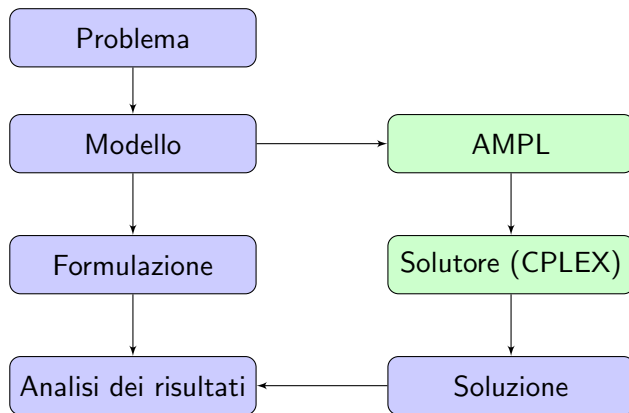 Problema
Modello
AMPL
Formulazione
Solutore (CPLEX)
Analisi dei risultati
Soluzione